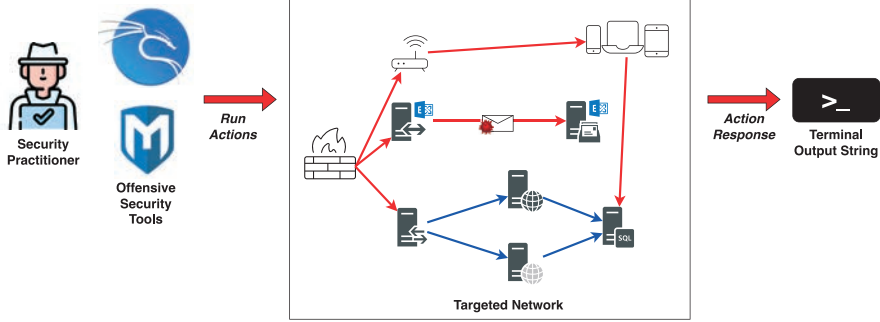 Security
Practitioner
Offensive
Security
Tools
Run
Actions
E
E
SQL
Targeted Network
Action
Response
>_
Terminal
Output String